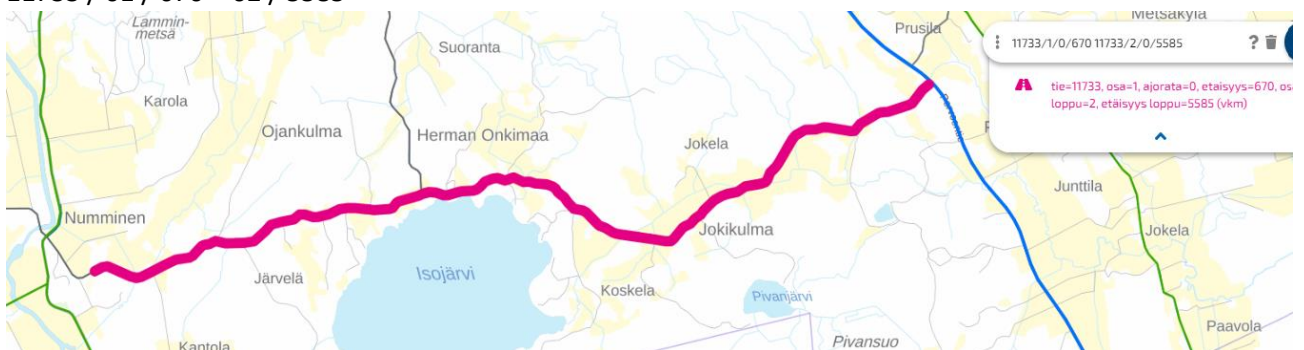 Lammin-
metsä
Karola
Suoranta
Ojankulma
Herman Onkimaa
Numminen
Järvelä
Isojärvi
Kantola
Jokela
Jokikulma
Koskela
Pivanjärvi
Pivansuo
Prusila
Metsäkylä
Junttila
Jokela
Paavola
11733/1/0/670 11733/2/0/5585
?
tie=11733, osa=1, ajorata=0, etaisyys=670, os
loppu=2, etäisyys loppu=5585 (vkm)